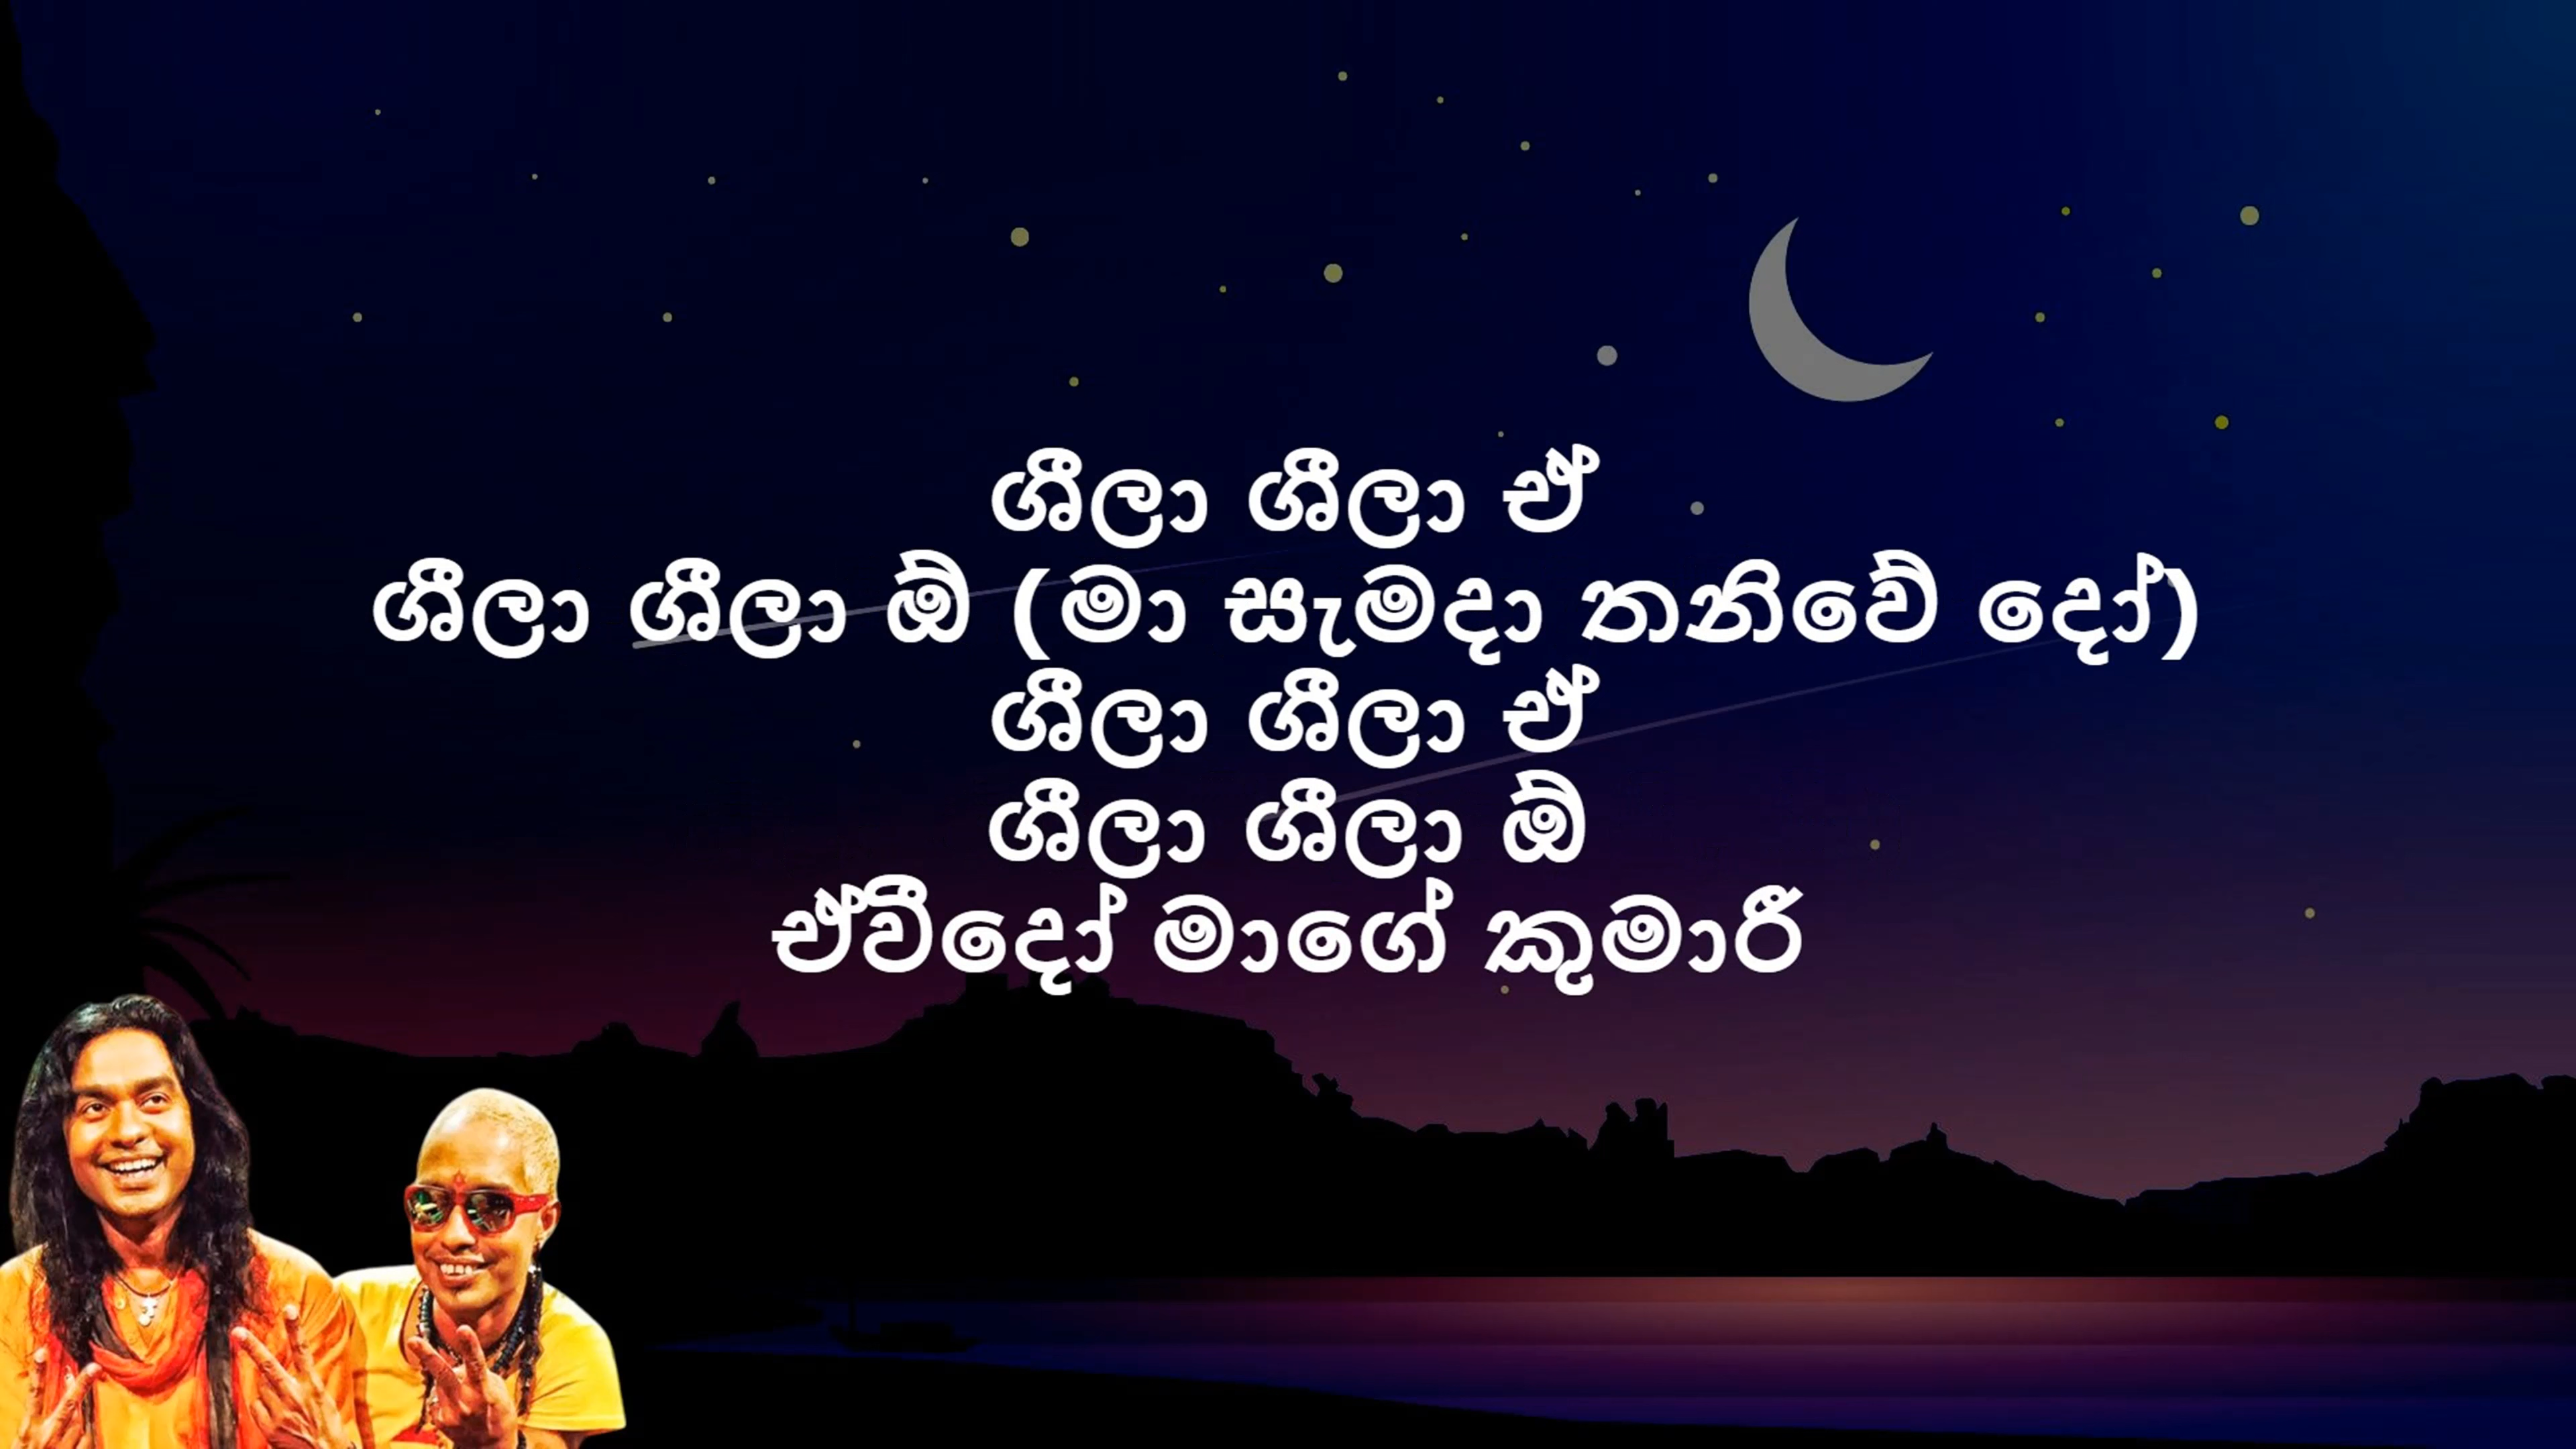 ශීලා ශීලා ඒ
ශීලා ශීලා ඕ (මා සැමදා තනිවේ දෝ)
ශීලා ශීලා ඒ
ශීලා ශීලා ඕ
ඒවීදෝ මාගේ කුමාරී